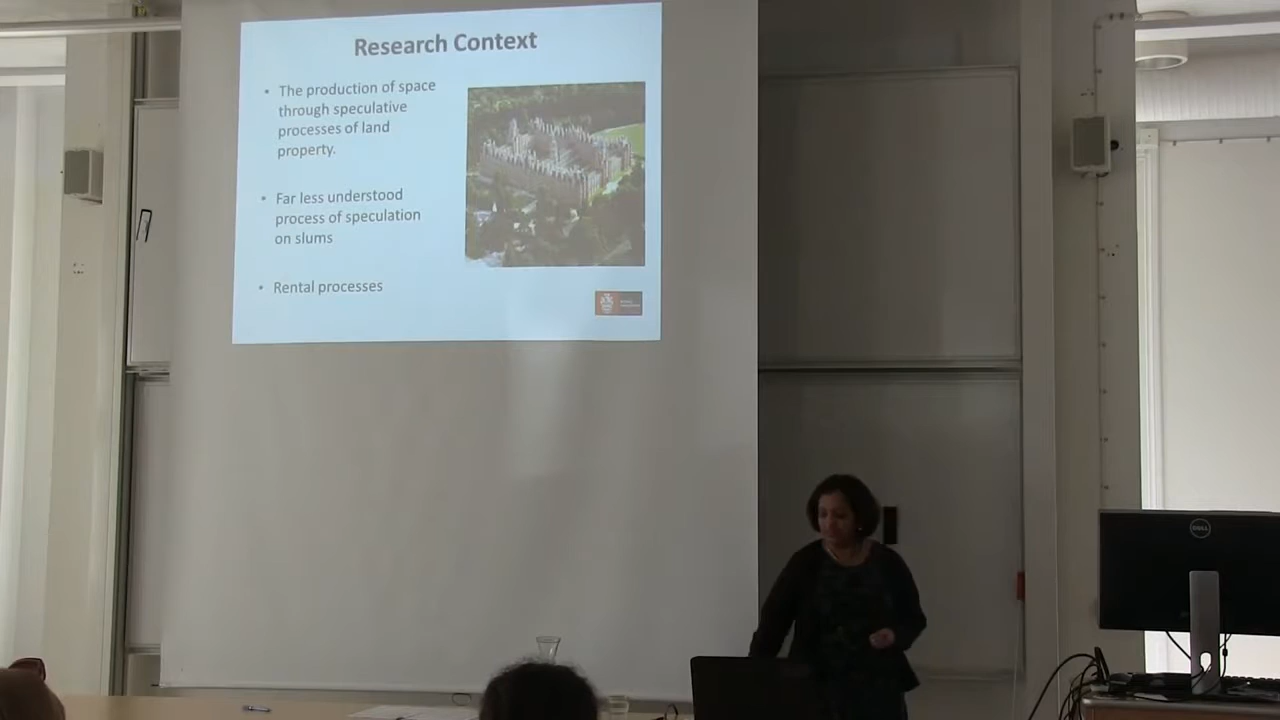 Research Context
• The production of space
through speculative
processes of land
property.
• Far less understood
process of speculation
on slums
• Rental processes
DELL